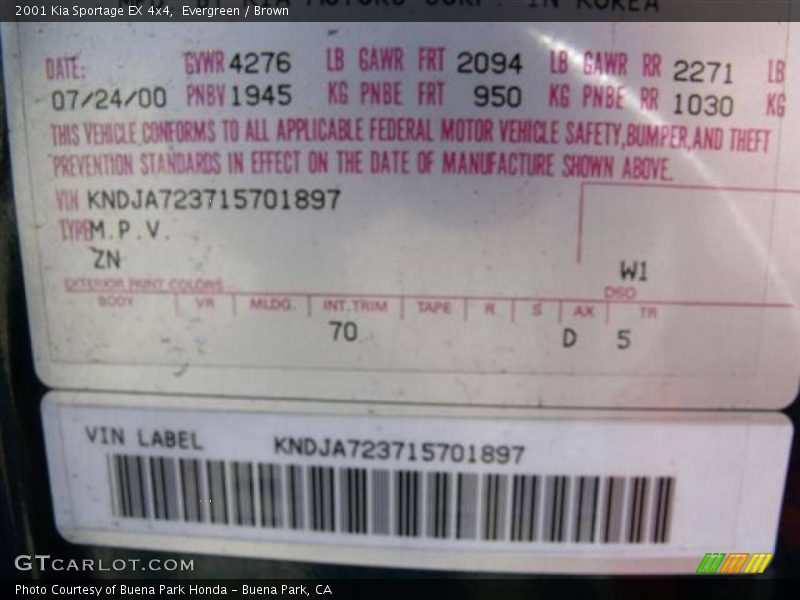 2001 Kia Sportage EX 4x4, Evergreen / Brown
IN KOREA
DATE: GVWR 4276 LB GAWR FRT 2094 LB GAWR RR 2271 LB
07/24/00 PNBV 1945 KG PNBE FRT 950 KG PNBE RR 1030 KG
THIS VEHICLE CONFORMS TO ALL APPLICABLE FEDERAL MOTOR VEHICLE SAFETY, BUMPER, AND THEFT
PREVENTION STANDARDS IN EFFECT ON THE DATE OF MANUFACTURE SHOWN ABOVE.
VIN KNDJA723715701897
TYPE M.P.V.
ZN W1
EXTERIOR PAINT COLORS DSO
BODY VR MLDG. INT.TRIM TAPE R S AX TR
70 D 5
VIN LABEL KNDJA723715701897
GTCARLOT.COM
Photo Courtesy of Buena Park Honda - Buena Park, CA